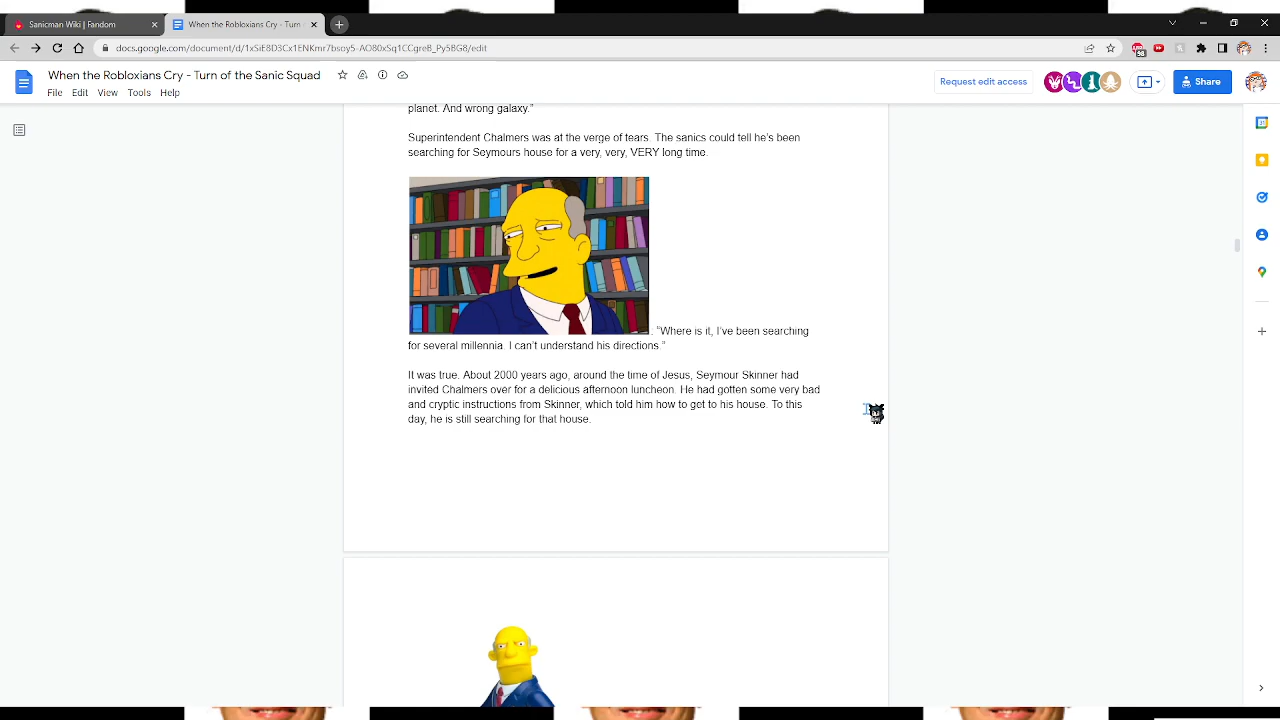 Sanicman Wiki | Fandom
When the Robloxians Cry - Turn
docs.google.com/document/d/1xSiE8D3Cx1ENKmr7bsoy5-AO80xSq1CCgreB_Py5BG8/edit
When the Robloxians Cry - Turn of the Sanic Squad
Request edit access
Share
File Edit View Tools Help
planet. And wrong galaxy."
Superintendent Chalmers was at the verge of tears. The sanics could tell he's been
searching for Seymours house for a very, very, VERY long time.
. "Where is it, I've been searching
for several millennia. I can't understand his directions."
It was true. About 2000 years ago, around the time of Jesus, Seymour Skinner had
invited Chalmers over for a delicious afternoon luncheon. He had gotten some very bad
and cryptic instructions from Skinner, which told him how to get to his house. To this
day, he is still searching for that house.